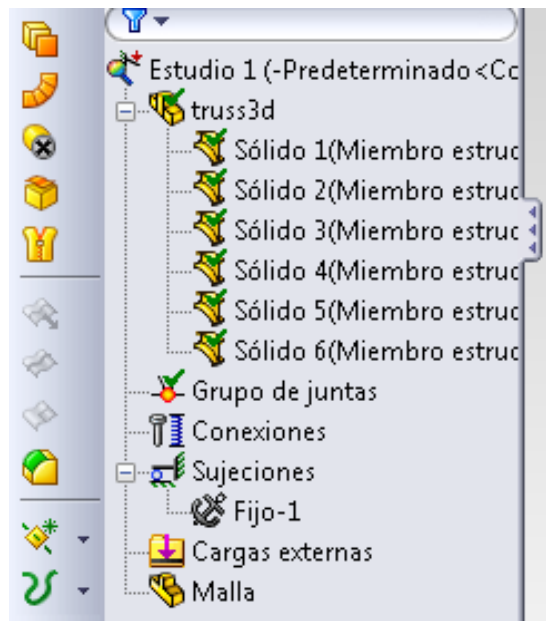 Estudio 1 (-Predeterminado<Cc
truss3d
Sólido 1(Miembro estruc
Sólido 2(Miembro estruc
Sólido 3(Miembro estruc
Sólido 4(Miembro estruc
Sólido 5(Miembro estruc
Sólido 6(Miembro estruc
Grupo de juntas
Conexiones
Sujeciones
Fijo-1
Cargas externas
Malla